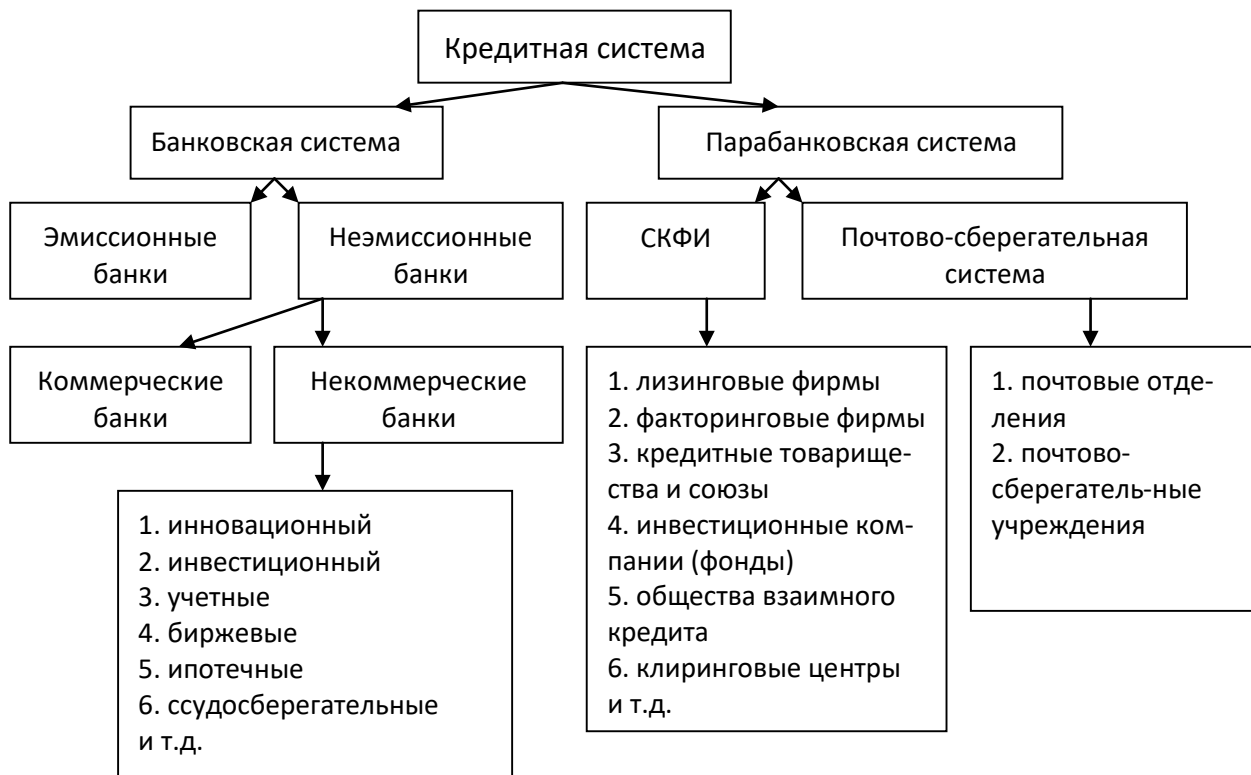 Кредитная система
Банковская система
Парабанковская система
Эмиссионные
банки
Неэмиссионные
банки
СКФИ
Почтово-сберегательная
система
Коммерческие
банки
Некоммерческие
банки
1. инновационный
2. инвестиционный
3. учетные
4. биржевые
5. ипотечные
6. ссудосберегательные
и т.д.
1. лизинговые фирмы
2. факторинговые фирмы
3. кредитные товарище-
ства и союзы
4. инвестиционные ком-
пании (фонды)
5. общества взаимного
кредита
6. клиринговые центры
и т.д.
1. почтовые отде-
ления
2. почтово-
сберегатель-ные
учреждения